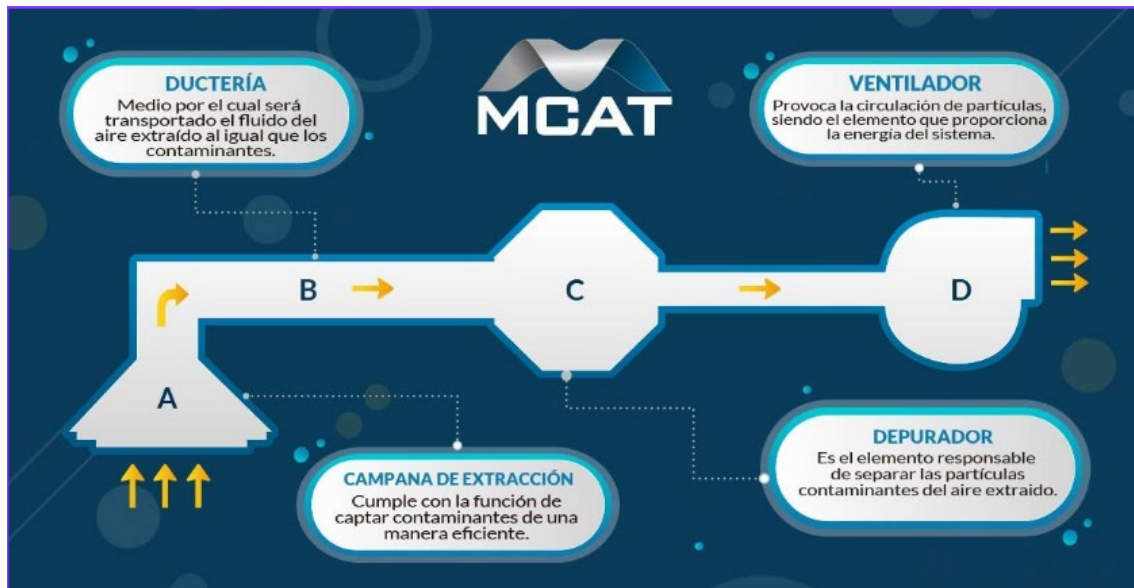 MCAT
DUCTERÍA
Medio por el cual será
transportado el fluido del
aire extraído al igual que los
contaminantes.
VENTILADOR
Provoca la circulación de partículas,
siendo el elemento que proporciona
la energía del sistema.
B
C
D
A
CAMPANA DE EXTRACCIÓN
Cumple con la función de
captar contaminantes de una
manera eficiente.
DEPURADOR
Es el elemento responsable
de separar las partículas
contaminantes del aire extraido.